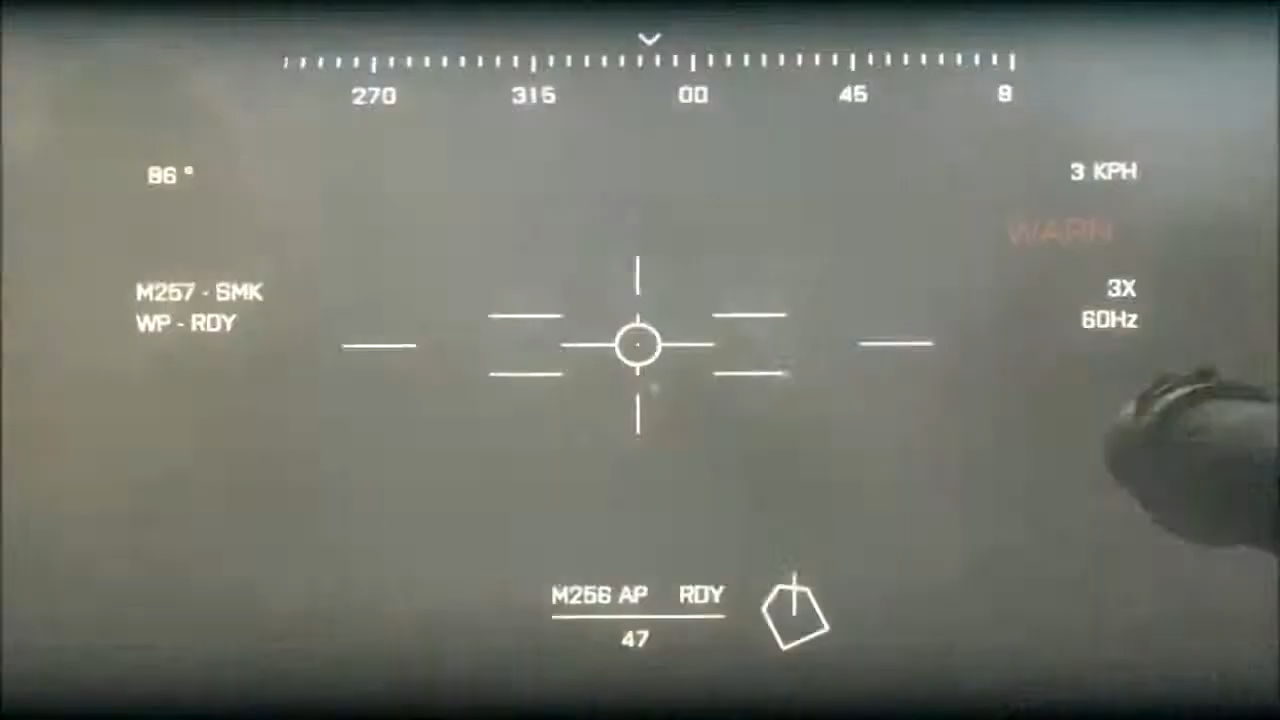 270 315 00 45 9
86 °
3 KPH
WARN
M257 - SMK
WP - RDY
3X
60Hz
M256 AP RDY
47